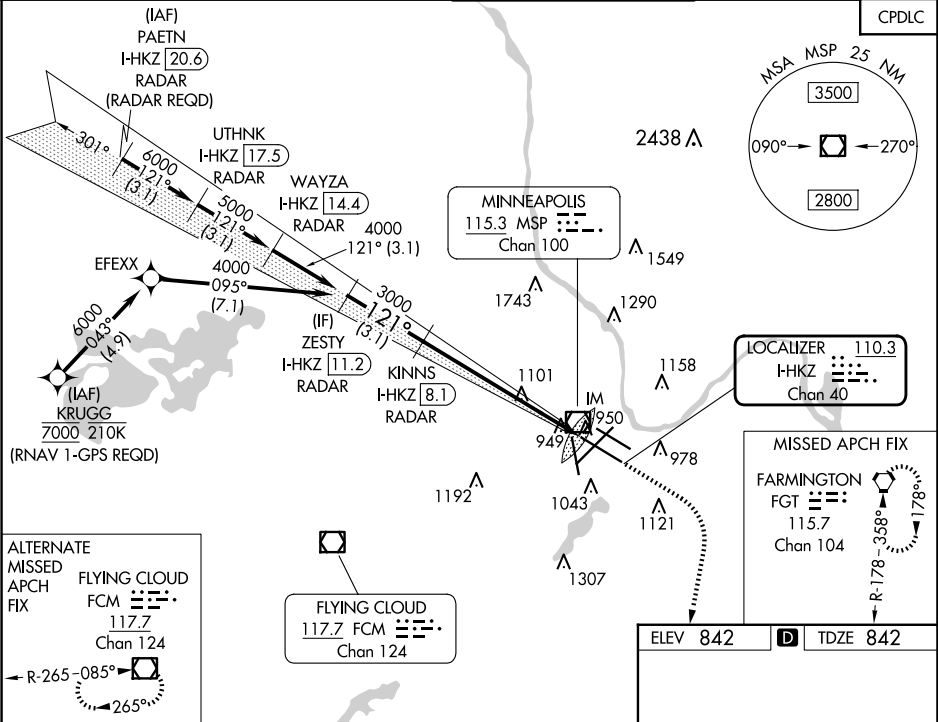 CPDLC
(IAF)
PAETN
I-HKZ 20.6
RADAR
(RADAR REQD)
301°
6000
121°
(3.1)
UTHNK
I-HKZ 17.5
RADAR
5000
121°
(3.1)
WAYZA
I-HKZ 14.4
RADAR
4000
121° (3.1)
MSA MSP 25 NM
3500
090°
270°
2800
2438
MINNEAPOLIS
115.3 MSP
Chan 100
1549
1743
1290
1158
EFEXX
4000
095°
(7.1)
3000
121°
(3.1)
6000
043°
(4.9)
(IAF)
KRUGG
7000 210K
(RNAV 1-GPS REQD)
(IF)
ZESTY
I-HKZ 11.2
RADAR
KINNS
I-HKZ 8.1
RADAR
LOCALIZER 110.3
I-HKZ
Chan 40
1101
IM
950
949
978
1192
1043
1121
1307
MISSED APCH FIX
FARMINGTON
FGT
115.7
Chan 104
178°
R-178
358°
ALTERNATE
MISSED
APCH
FIX
FLYING CLOUD
FCM
117.7
Chan 124
R-265
085°
265°
FLYING CLOUD
117.7 FCM
Chan 124
ELEV 842
D
TDZE 842